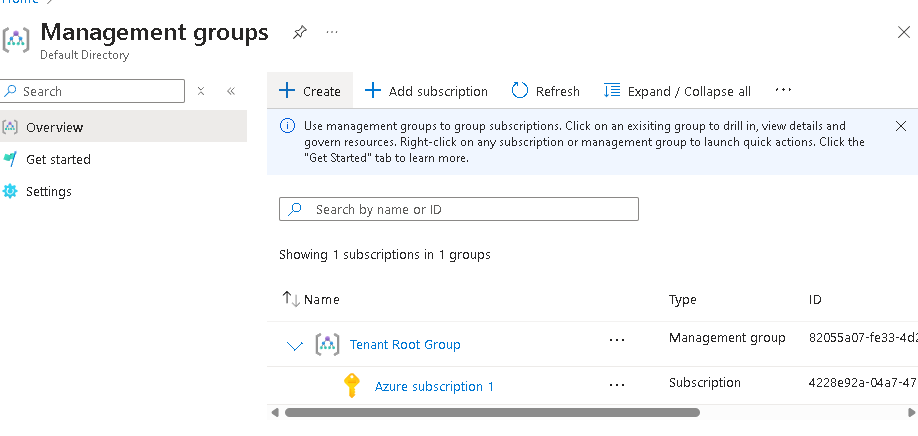 Home
Management groups
Default Directory
Search
Overview
Get started
Settings
Create Add subscription Refresh Expand / Collapse all
Use management groups to group subscriptions. Click on an exisiting group to drill in, view details and
govern resources. Right-click on any subscription or management group to launch quick actions. Click the
"Get Started" tab to learn more.
Search by name or ID
Showing 1 subscriptions in 1 groups
Name Type ID
Tenant Root Group Management group 82055a07-fe33-4d2
Azure subscription 1 Subscription 4228e92a-04a7-47